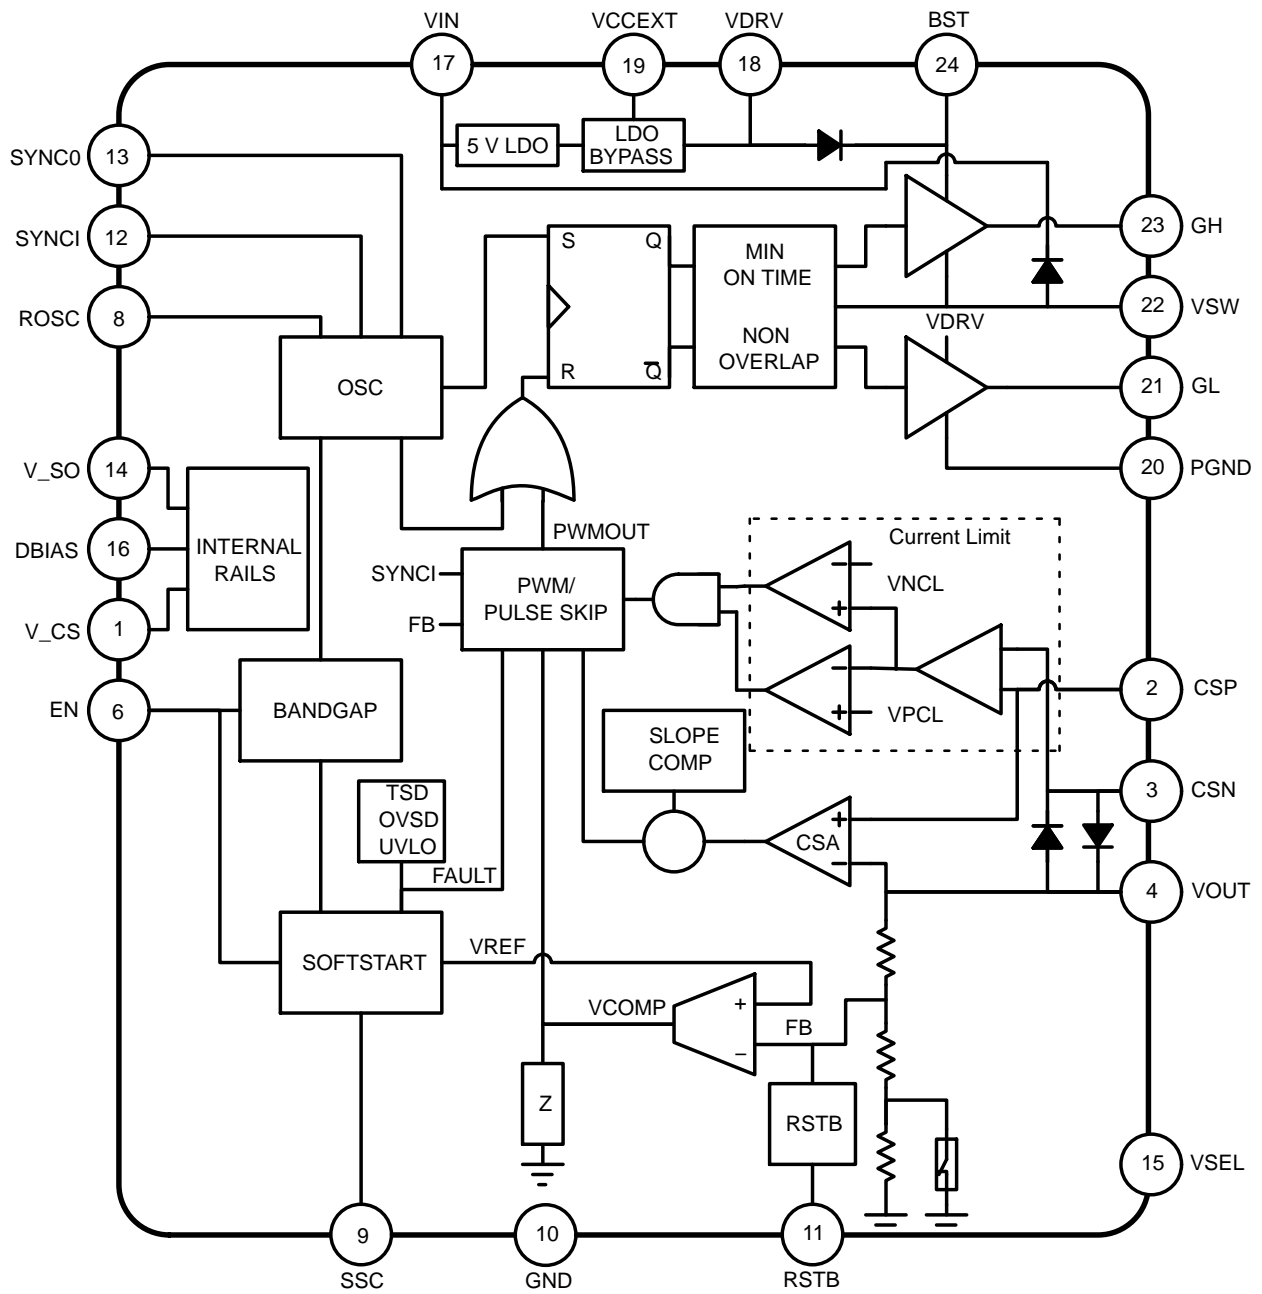 VIN
VCCEXT
VDRV
BST
17
19
18
24
SYNC0
13
5 V LDO
LDO
BYPASS
SYNCI
12
S
Q
MIN
ON TIME
23
GH
ROSC
8
22
VSW
VDRV
NON
OVERLAP
OSC
R
Q̅
21
GL
V_SO
14
20
PGND
PWMOUT
Current Limit
DBIAS
16
INTERNAL
RAILS
SYNCI
FB
PWM/
PULSE SKIP
−
VNCL
+
V_CS
1
EN
6
BANDGAP
−
VPCL
+
2
CSP
SLOPE
COMP
TSD
OVSD
UVLO
FAULT
+
CSA
−
3
CSN
4
VOUT
SOFTSTART
VREF
VCOMP
+
−
FB
Z
RSTB
15
VSEL
9
10
11
SSC
GND
RSTB